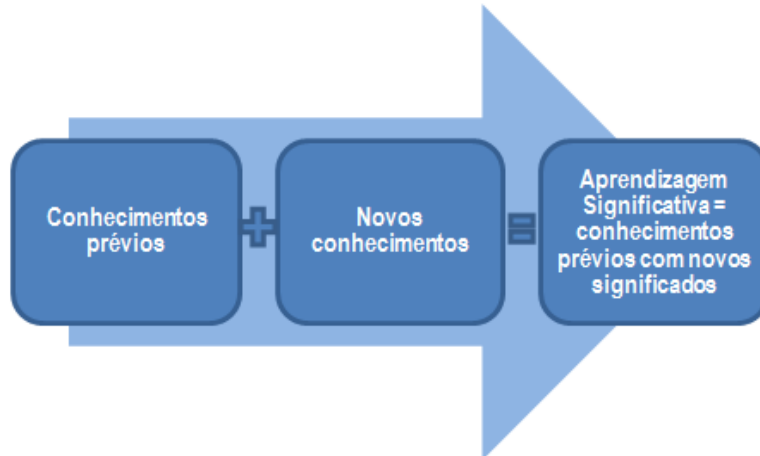 Conhecimentos
prévios
+
Novos
conhecimentos
=
Aprendizagem
Significativa =
conhecimentos
prévios com novos
significados